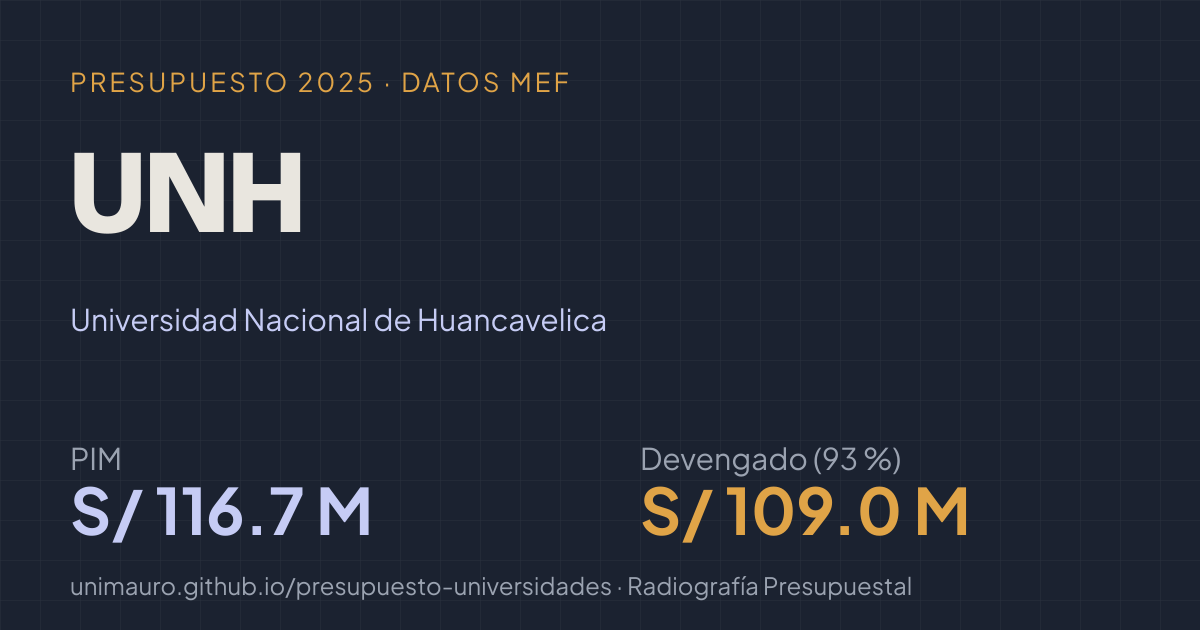 PRESUPUESTO 2025 · DATOS MEF
UNH
Universidad Nacional de Huancavelica
PIM
Devengado (93 %)
S/ 116.7 M
S/ 109.0 M
unimauro.github.io/presupuesto-universidades · Radiografía Presupuestal